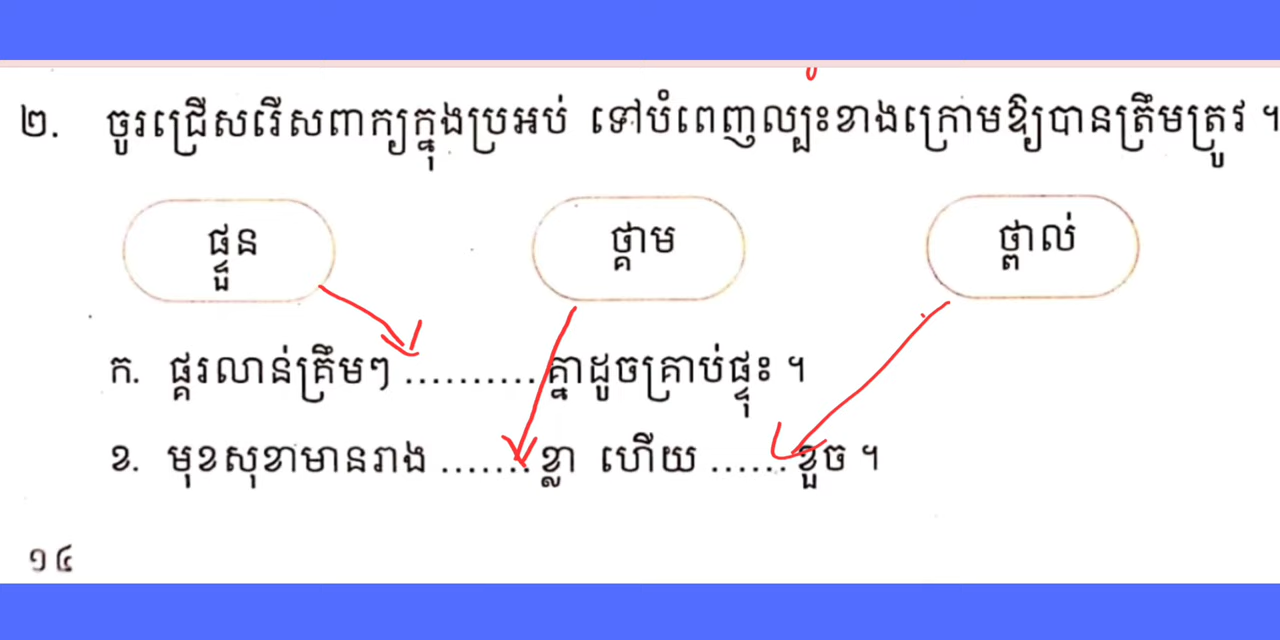 ២. ចូរជ្រើសរើសពាក្យក្នុងប្រអប់ ទៅបំពេញល្បះខាងក្រោមឱ្យបានត្រឹមត្រូវ ។
ផ្ទួន ថ្គាម ថ្ពាល់
ក. ផ្គរលាន់គ្រឹមៗ .......... គ្នាដូចគ្រាប់ផ្ទុះ ។
ខ. មុខសុខាមានរាង ....... ខ្លា ហើយ ...... ខួច ។
១៤